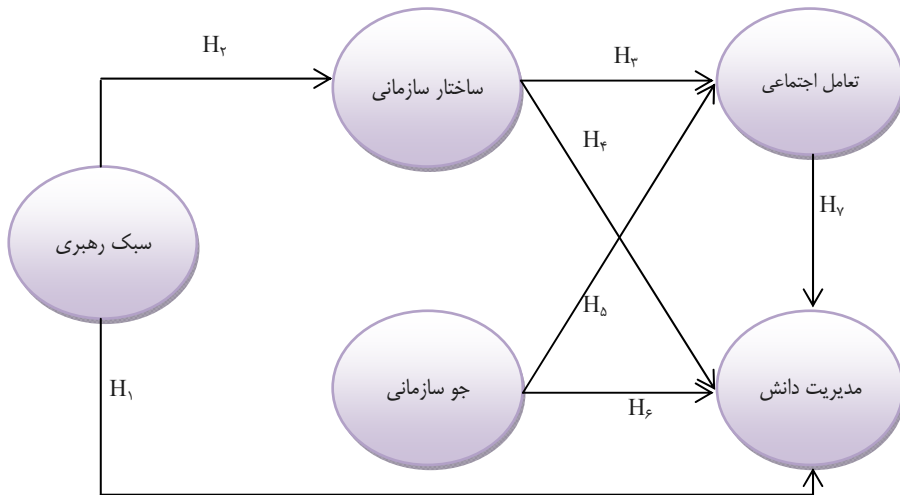 H۲
H۳
ساختار سازمانی
تعامل اجتماعی
H۴
H۷
سبک رهبری
H۵
جو سازمانی
مدیریت دانش
H۱
H۶